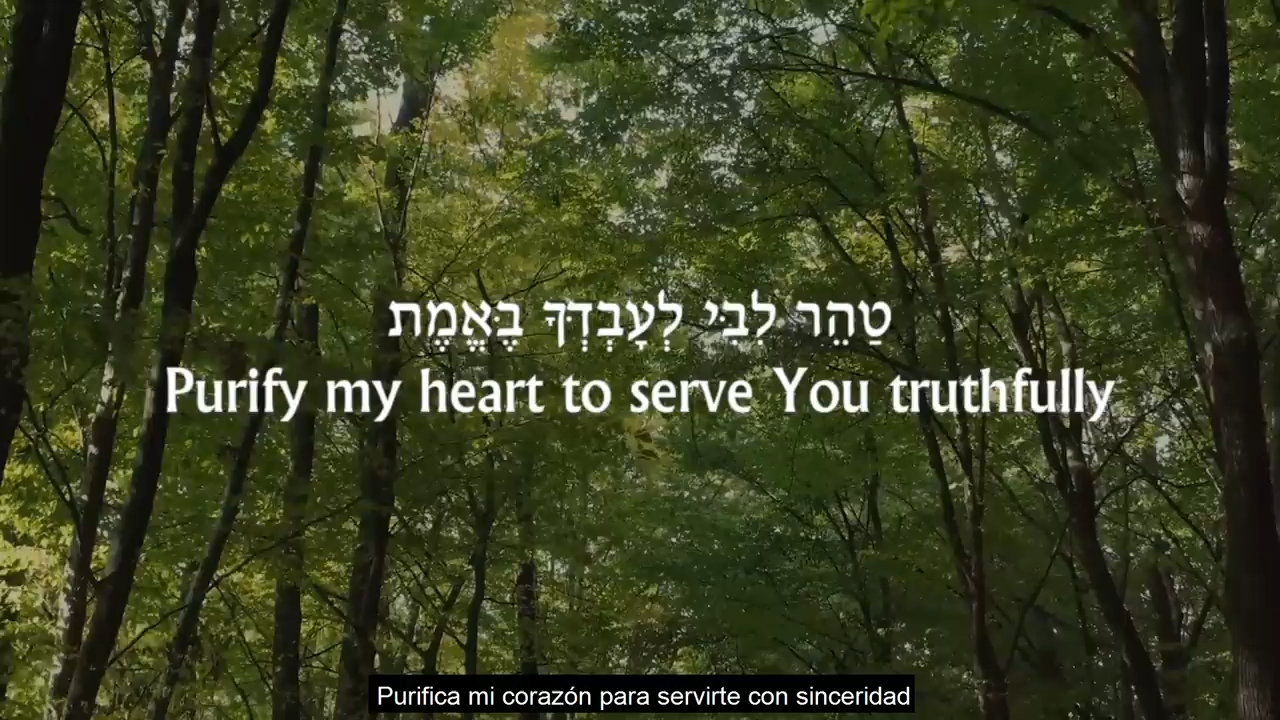 טַהֵר לִבִּי לְעָבְדְךָ בֶּאֱמֶת
Purify my heart to serve You truthfully
Purifica mi corazón para servirte con sinceridad